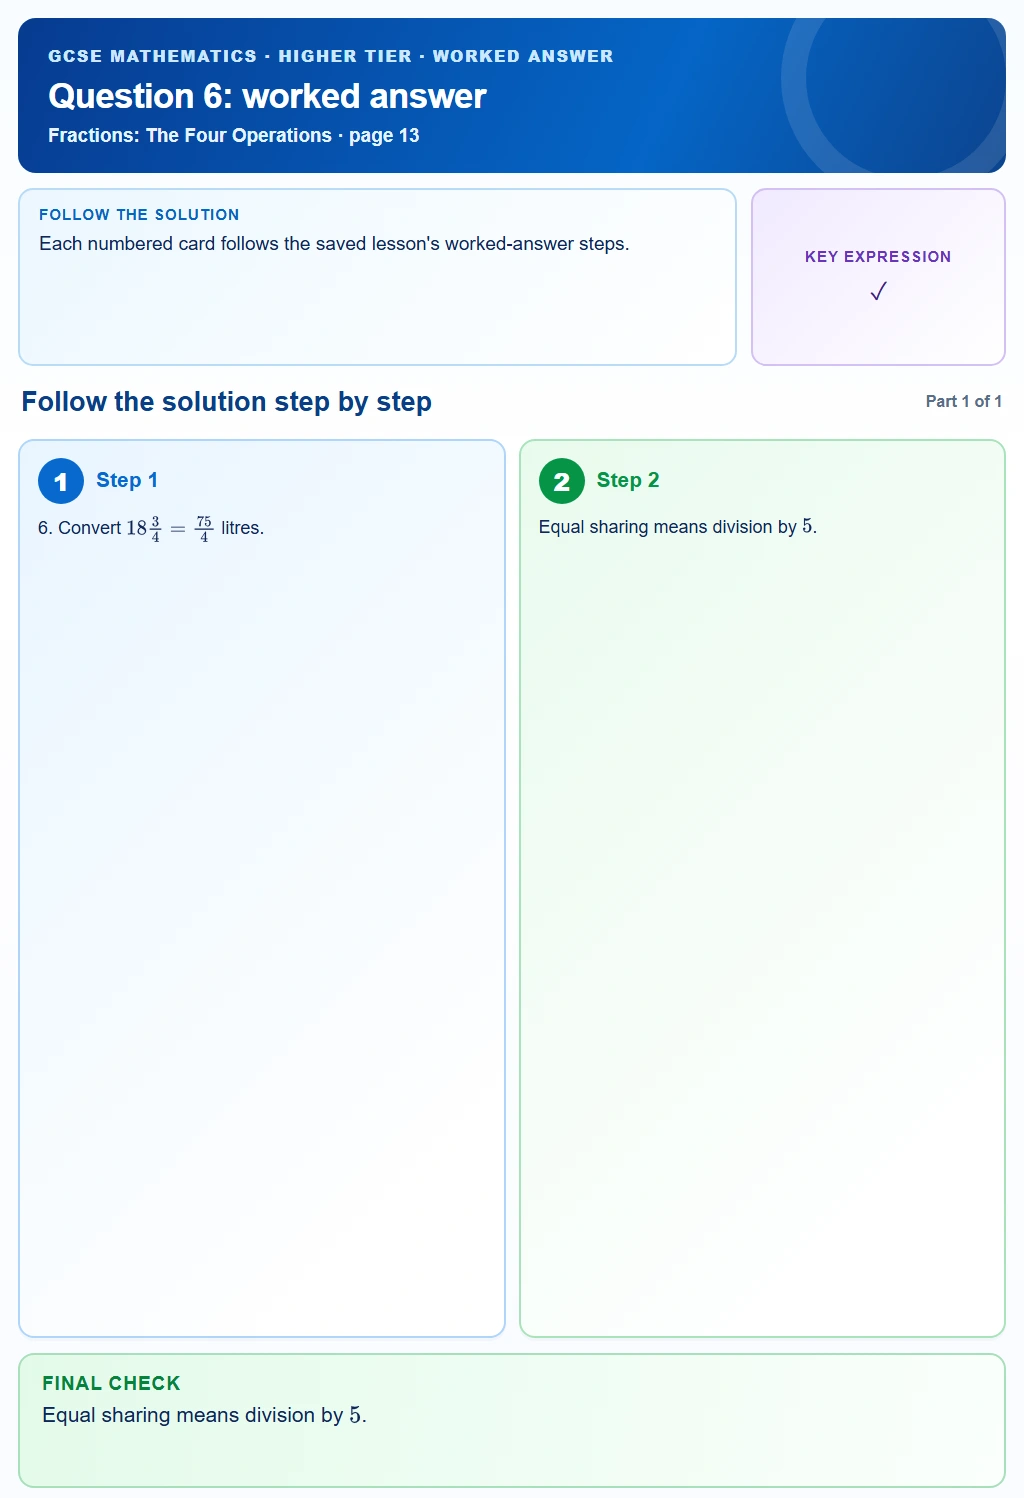 GCSE MATHEMATICS · HIGHER TIER · WORKED ANSWER
Question 6: worked answer
Fractions: The Four Operations · page 13
FOLLOW THE SOLUTION
Each numbered card follows the saved lesson's worked-answer steps.
KEY EXPRESSION
✓
Follow the solution step by step
Part 1 of 1
1 Step 1
6. Convert 18 3/4 = 75/4 litres.
2 Step 2
Equal sharing means division by 5.
FINAL CHECK
Equal sharing means division by 5.